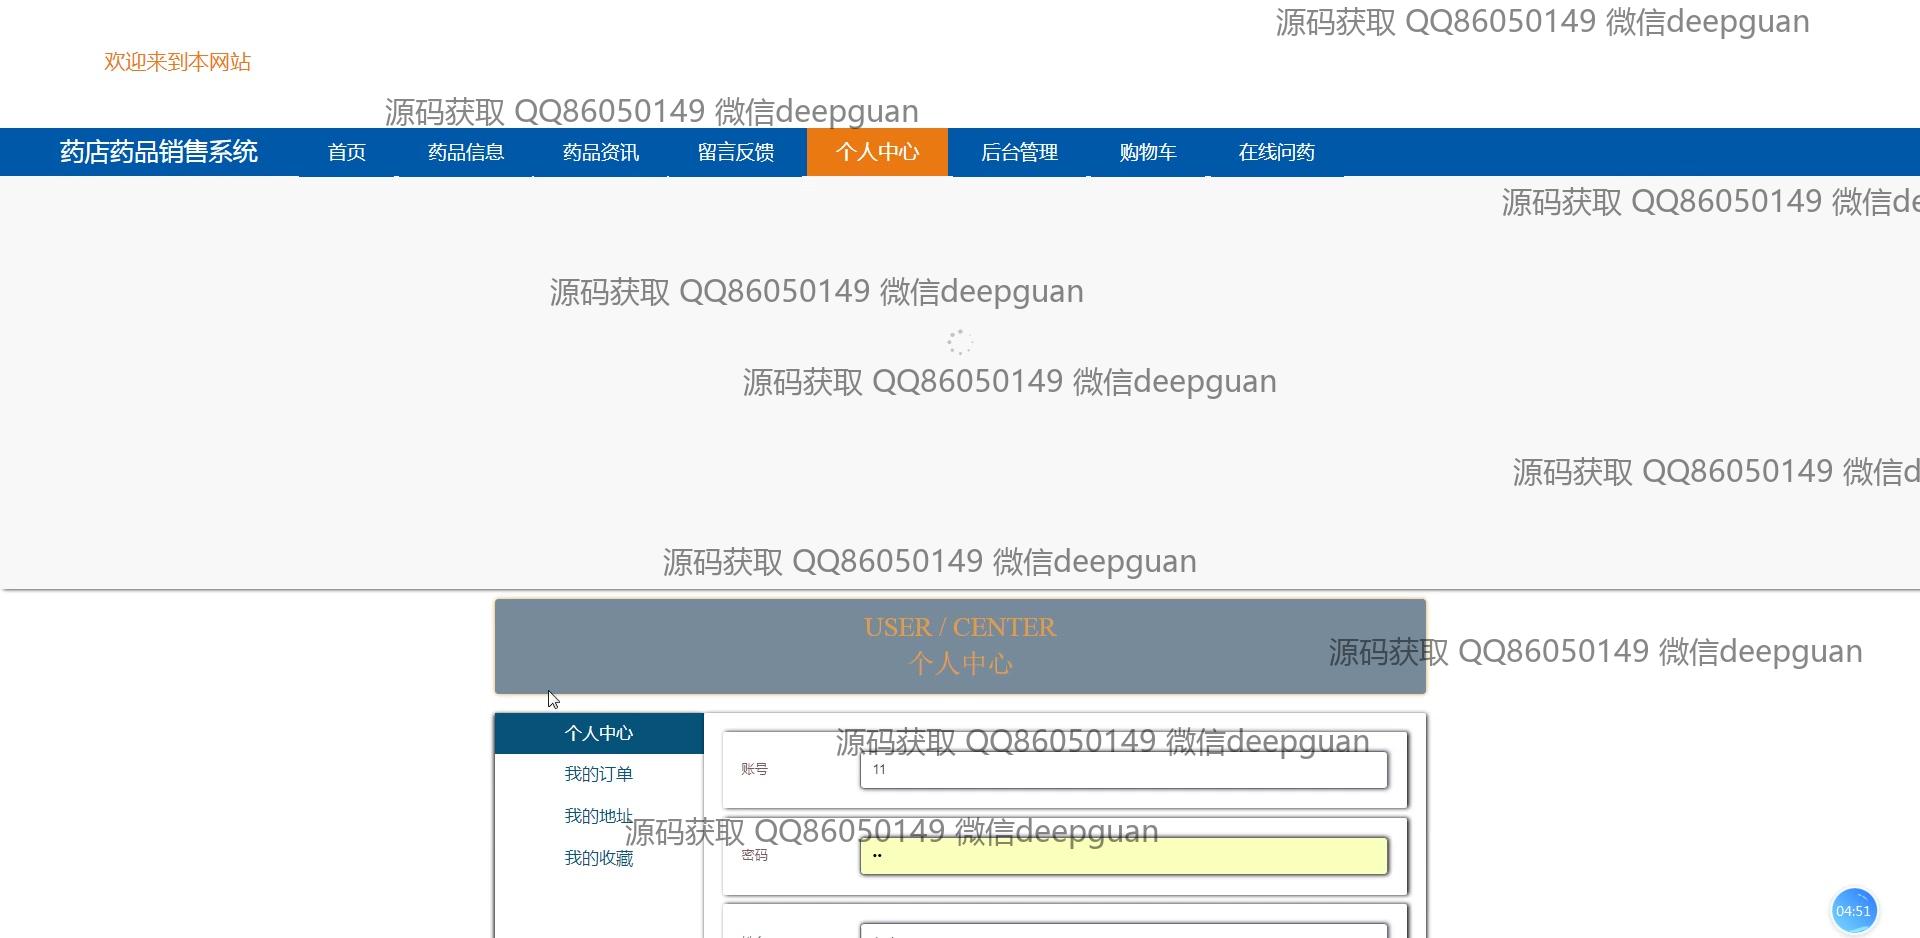 源码获取 QQ86050149 微信deepguan
欢迎来到本网站
源码获取 QQ86050149 微信deepguan
药店药品销售系统 首页 药品信息 药品资讯 留言反馈 个人中心 后台管理 购物车 在线问药
源码获取 QQ86050149 微信de
源码获取 QQ86050149 微信deepguan
源码获取 QQ86050149 微信deepguan
源码获取 QQ86050149 微信d
源码获取 QQ86050149 微信deepguan
USER / CENTER
源码获取 QQ86050149 微信deepguan
个人中心
个人中心
源码获取 QQ86050149 微信deepguan
账号 11
我的订单
我的地址
源码获取 QQ86050149 微信deepguan
密码 ••
我的收藏
04:51